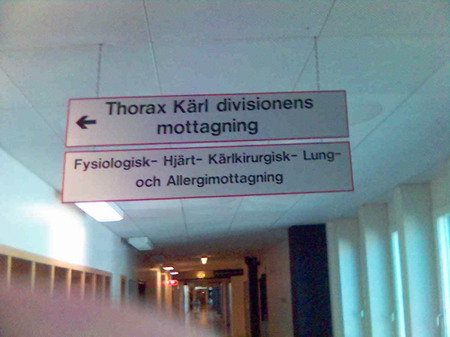 Thorax Kärl divisionens
mottagning
Fysiologisk- Hjärt- Kärlkirurgisk- Lung-
och Allergimottagning